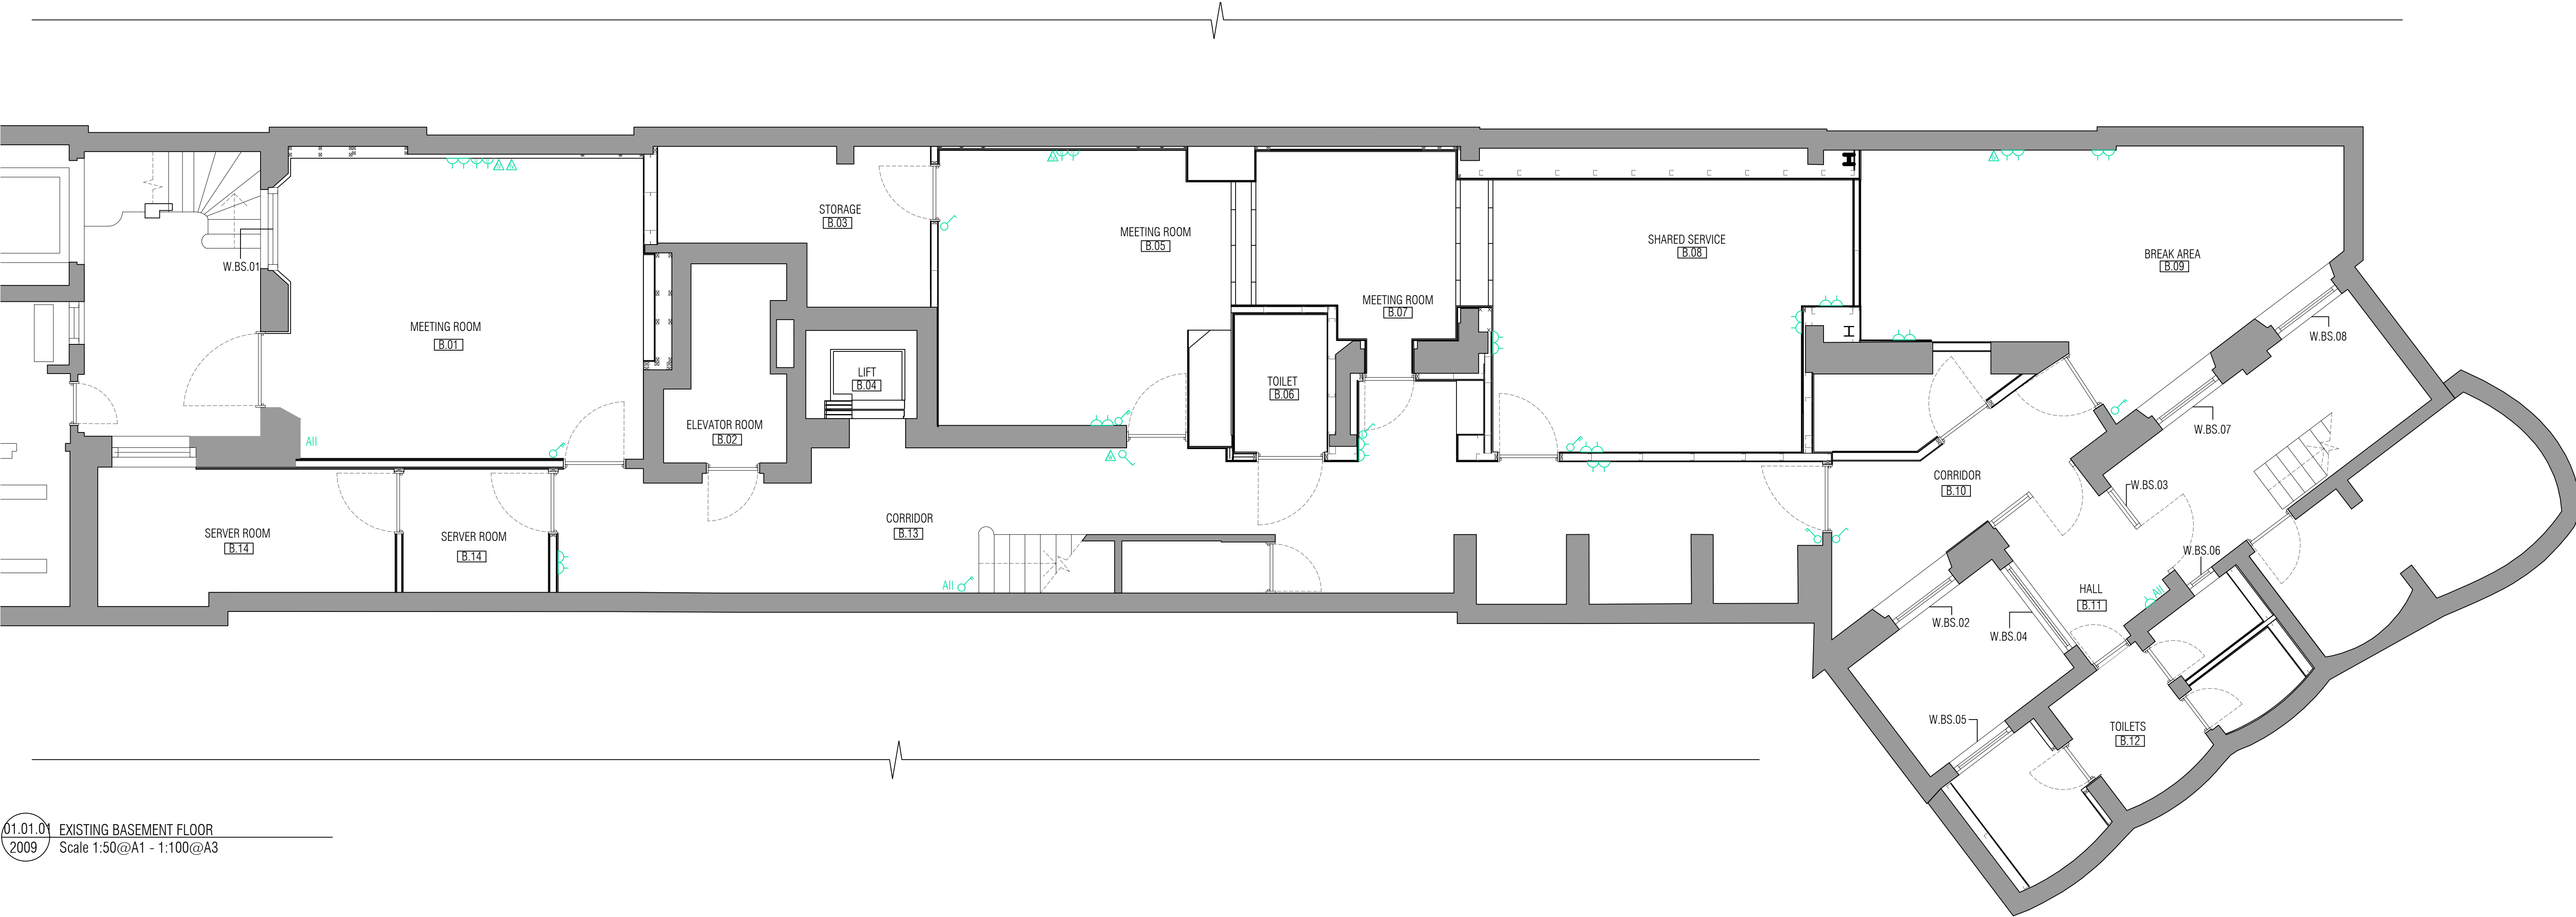 STORAGE
B.03
MEETING ROOM
B.05
SHARED SERVICE
B.08
BREAK AREA
B.09
W.BS.01
MEETING ROOM
B.01
MEETING ROOM
B.07
W.BS.08
LIFT
B.04
TOILET
B.06
ELEVATOR ROOM
B.02
All
W.BS.07
CORRIDOR
B.10
W.BS.03
SERVER ROOM
B.14
SERVER ROOM
B.14
CORRIDOR
B.13
All
W.BS.06
HALL
B.11
All
W.BS.02
W.BS.04
W.BS.05
TOILETS
B.12
01.01.01
2009
EXISTING BASEMENT FLOOR
Scale 1:50@A1 - 1:100@A3